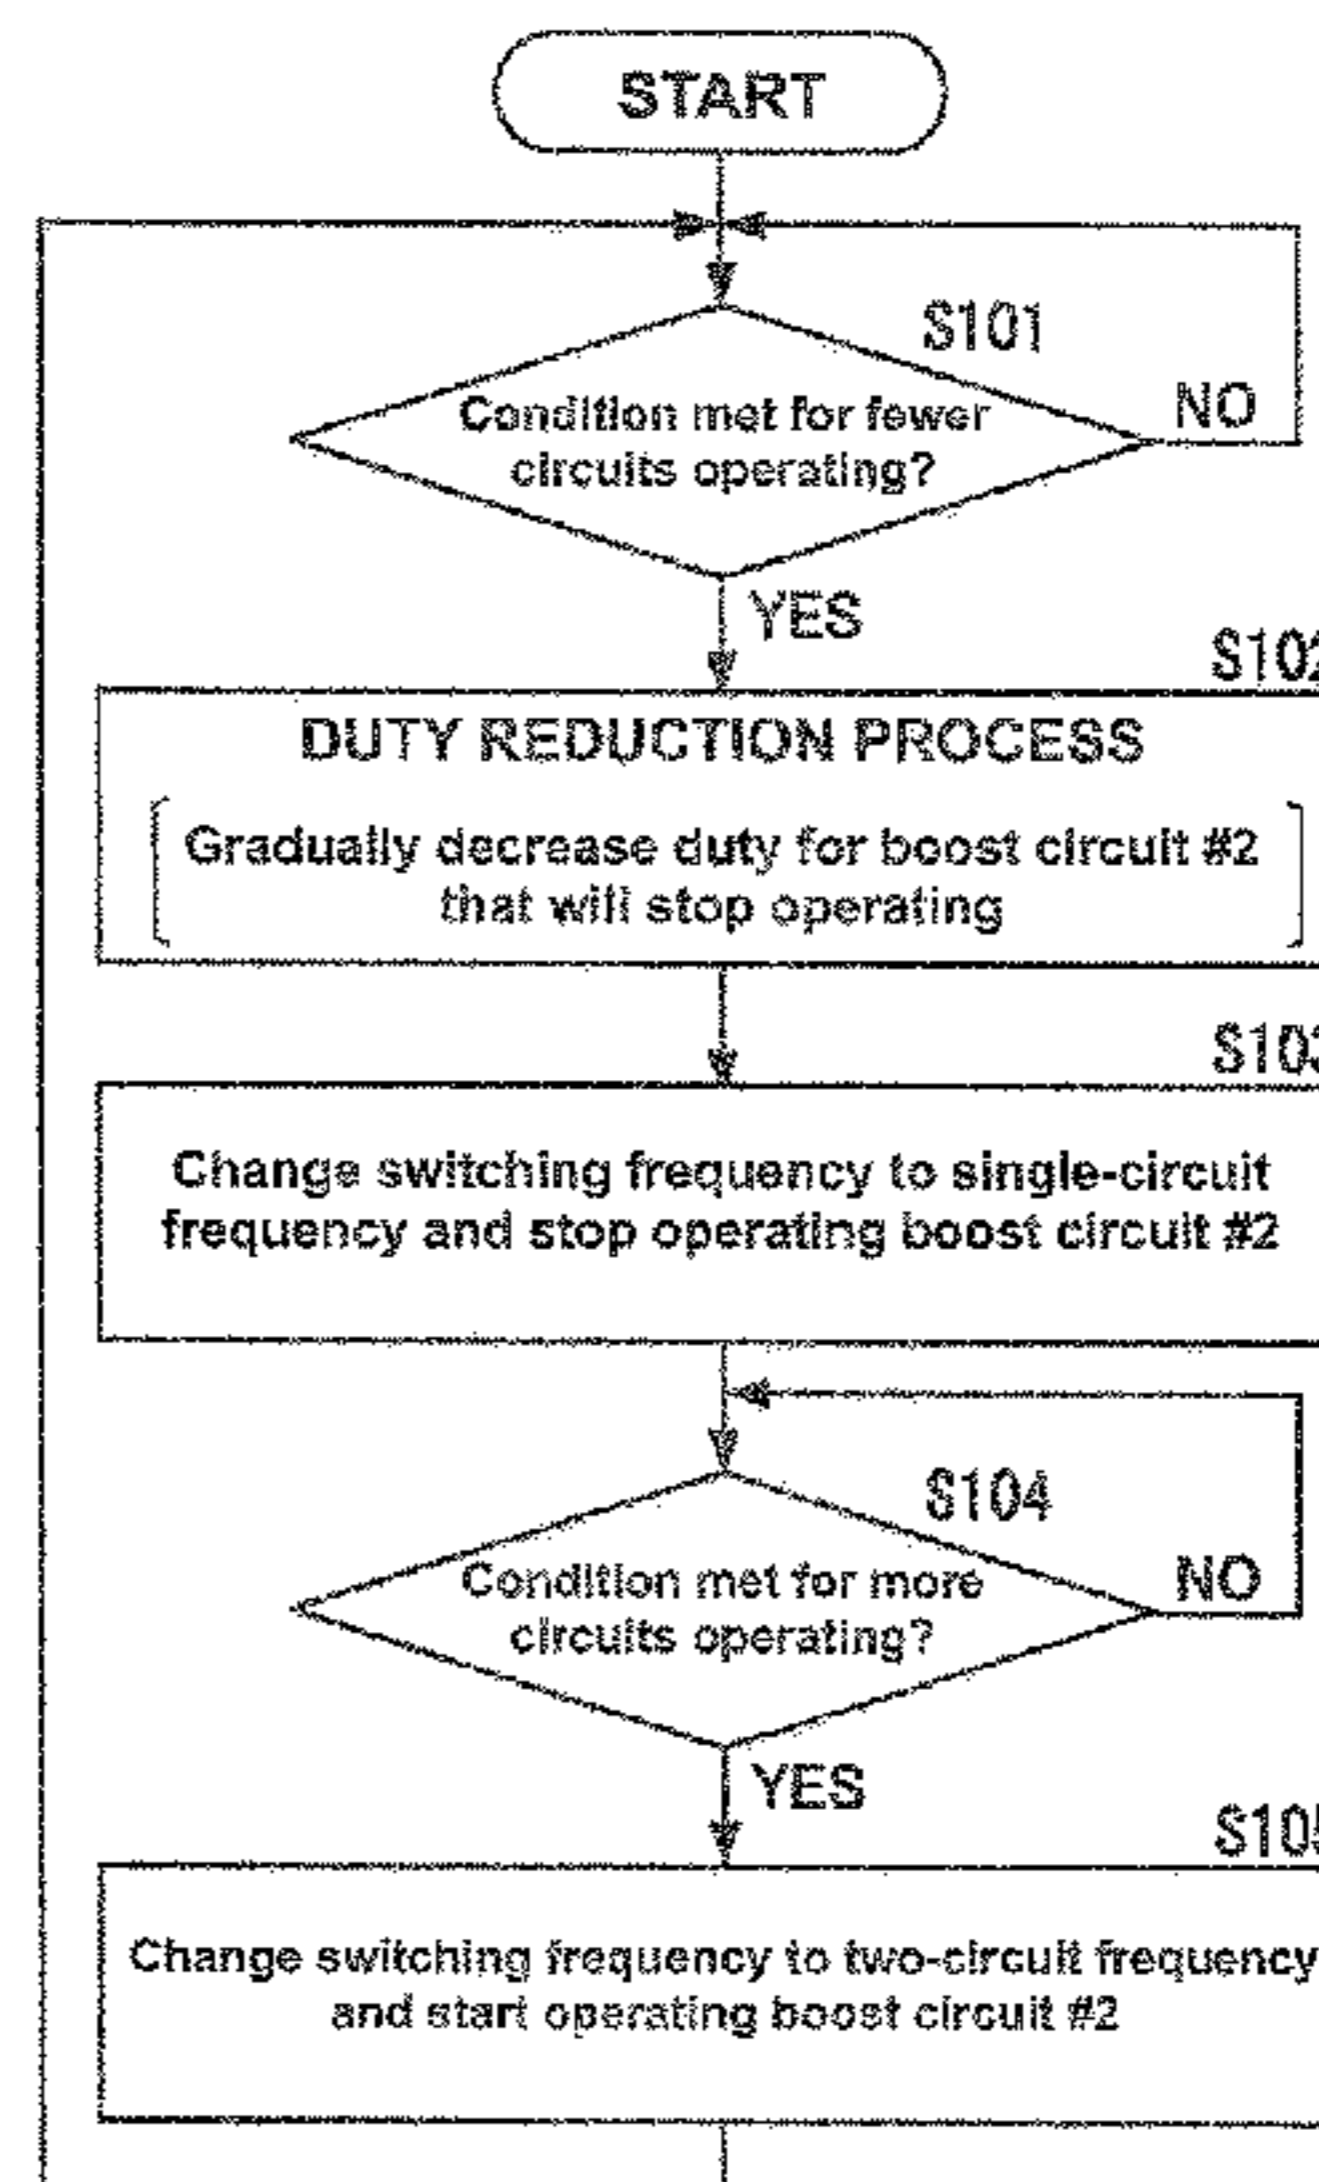 START
S101
Condition met for fewer
circuits operating?
NO
YES
S102
DUTY REDUCTION PROCESS
Gradually decrease duty for boost circuit #2
that will stop operating
S103
Change switching frequency to single-circuit
frequency and stop operating boost circuit #2
S104
Condition met for more
circuits operating?
NO
YES
S105
Change switching frequency to two-circuit frequency
and start operating boost circuit #2